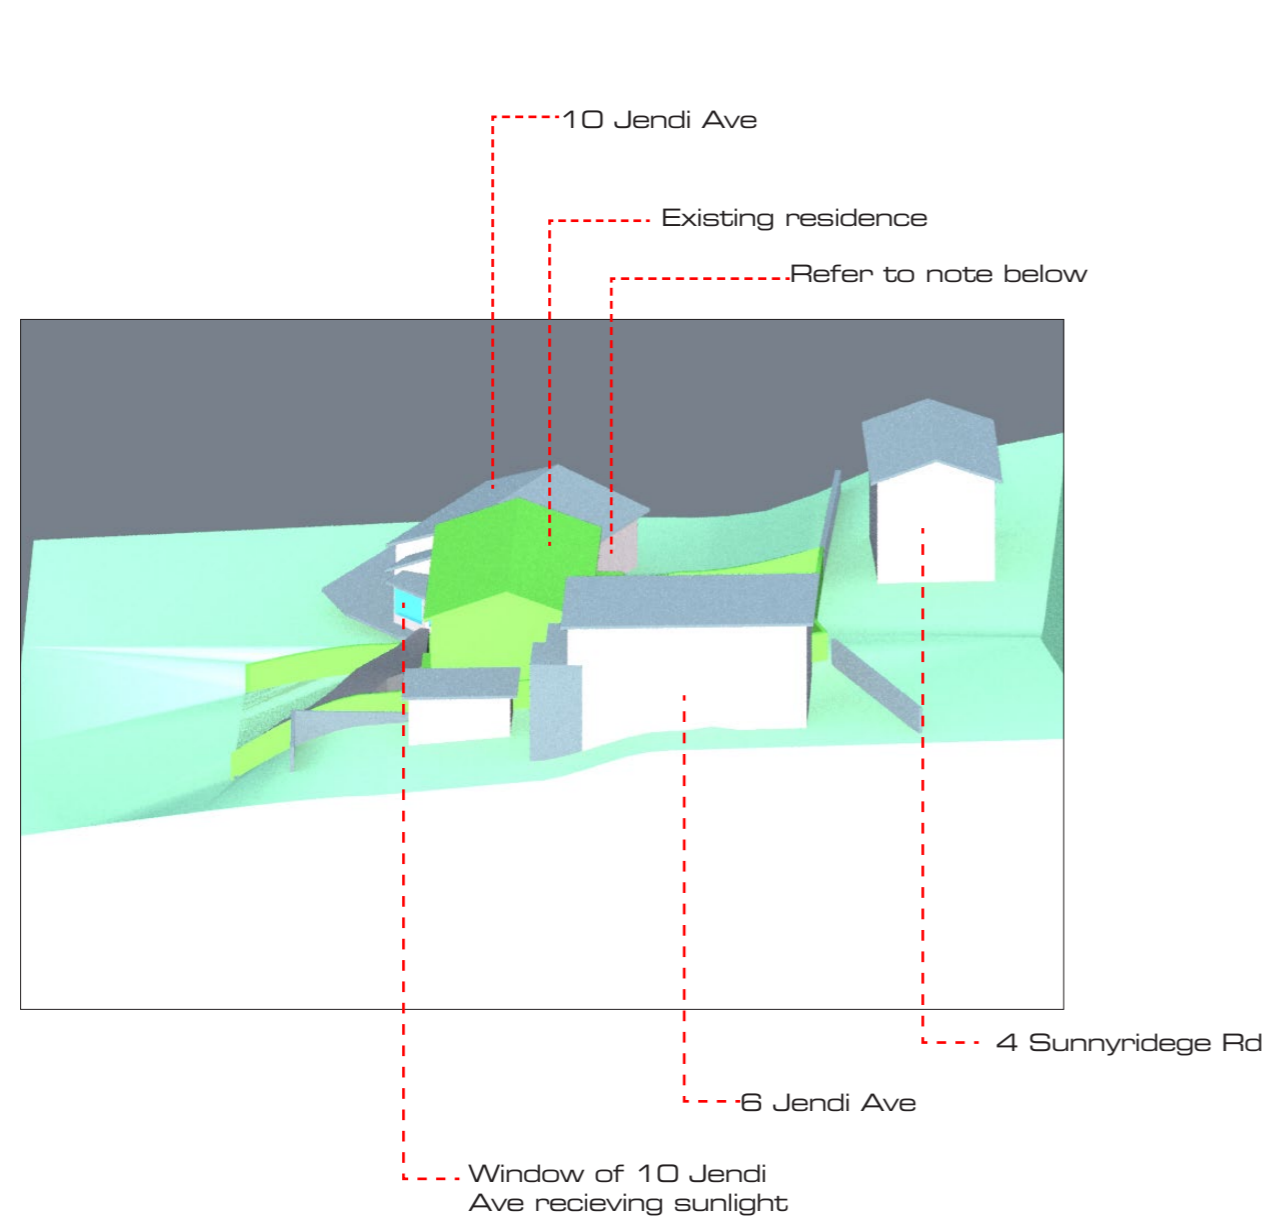 10 Jendi Ave
Existing residence
Refer to note below
4 Sunnyridege Rd
6 Jendi Ave
Window of 10 Jendi
Ave recieving sunlight